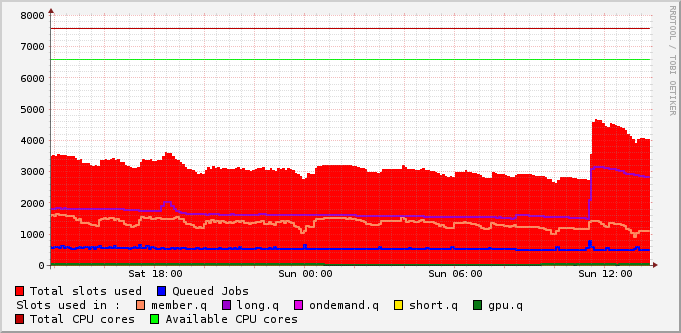 8000
7000
6000
5000
4000
3000
2000
1000
0
Sat 18:00 Sun 00:00 Sun 06:00 Sun 12:00
Total slots used Queued Jobs
Slots used in : member.q long.q ondemand.q short.q gpu.q
Total CPU cores Available CPU cores
RRDTOOL / TOBI OETIKER